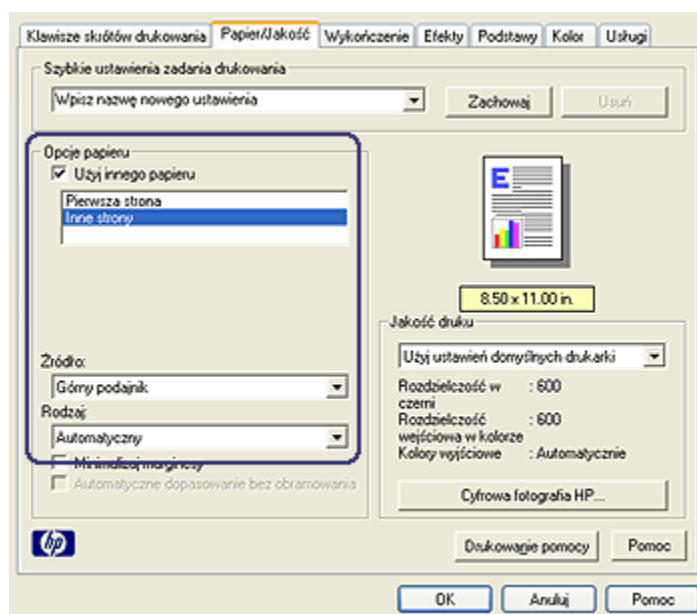 Klawisze skrótów drukowania Papier/Jakość Wykończenie Efekty Podstawy Kolor Usługi
Szybkie ustawienia zadania drukowania
Wpisz nazwę nowego ustawienia Zachowaj Usuń
Opcje papieru
Użyj innego papieru
Pierwsza strona
Inne strony
E
8.50 x 11.00 in.
Źródło:
Górny podajnik
Rodzaj:
Automatyczny
Minimalizuj marginesy
Automatyczne dopasowanie bez obramowania
Jakość druku
Użyj ustawień domyślnych drukarki
Rozdzielczość w : 600
czerni
Rozdzielczość : 600
wejściowa w kolorze
Kolory wyjściowe : Automatycznie
Cyfrowa fotografia HP...
hp
Drukowanie pomocy Pomoc
OK Anuluj Pomoc